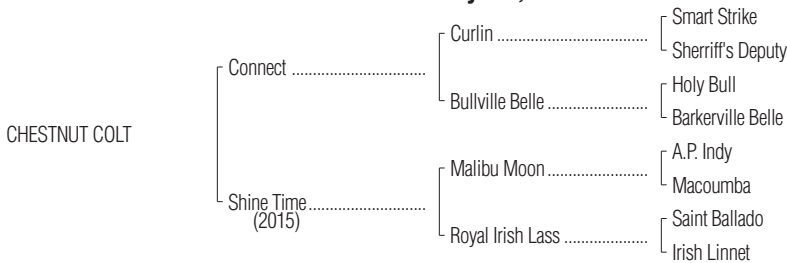 Smart Strike
Curlin
Sherriff's Deputy
Connect
Holy Bull
Bullville Belle
Barkerville Belle
CHESTNUT COLT
A.P. Indy
Malibu Moon
Macoumba
Shine Time
(2015)
Saint Ballado
Royal Irish Lass
Irish Linnet